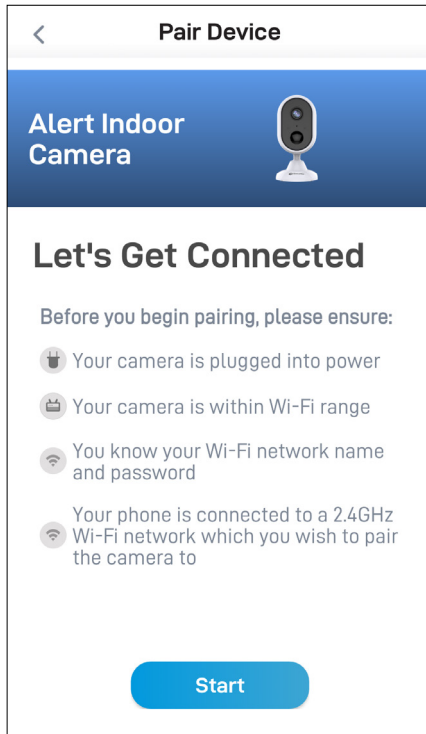 Pair Device
Alert Indoor
Camera
Let's Get Connected
Before you begin pairing, please ensure:
Your camera is plugged into power
Your camera is within Wi-Fi range
You know your Wi-Fi network name
and password
Your phone is connected to a 2.4GHz
Wi-Fi network which you wish to pair
the camera to
Start